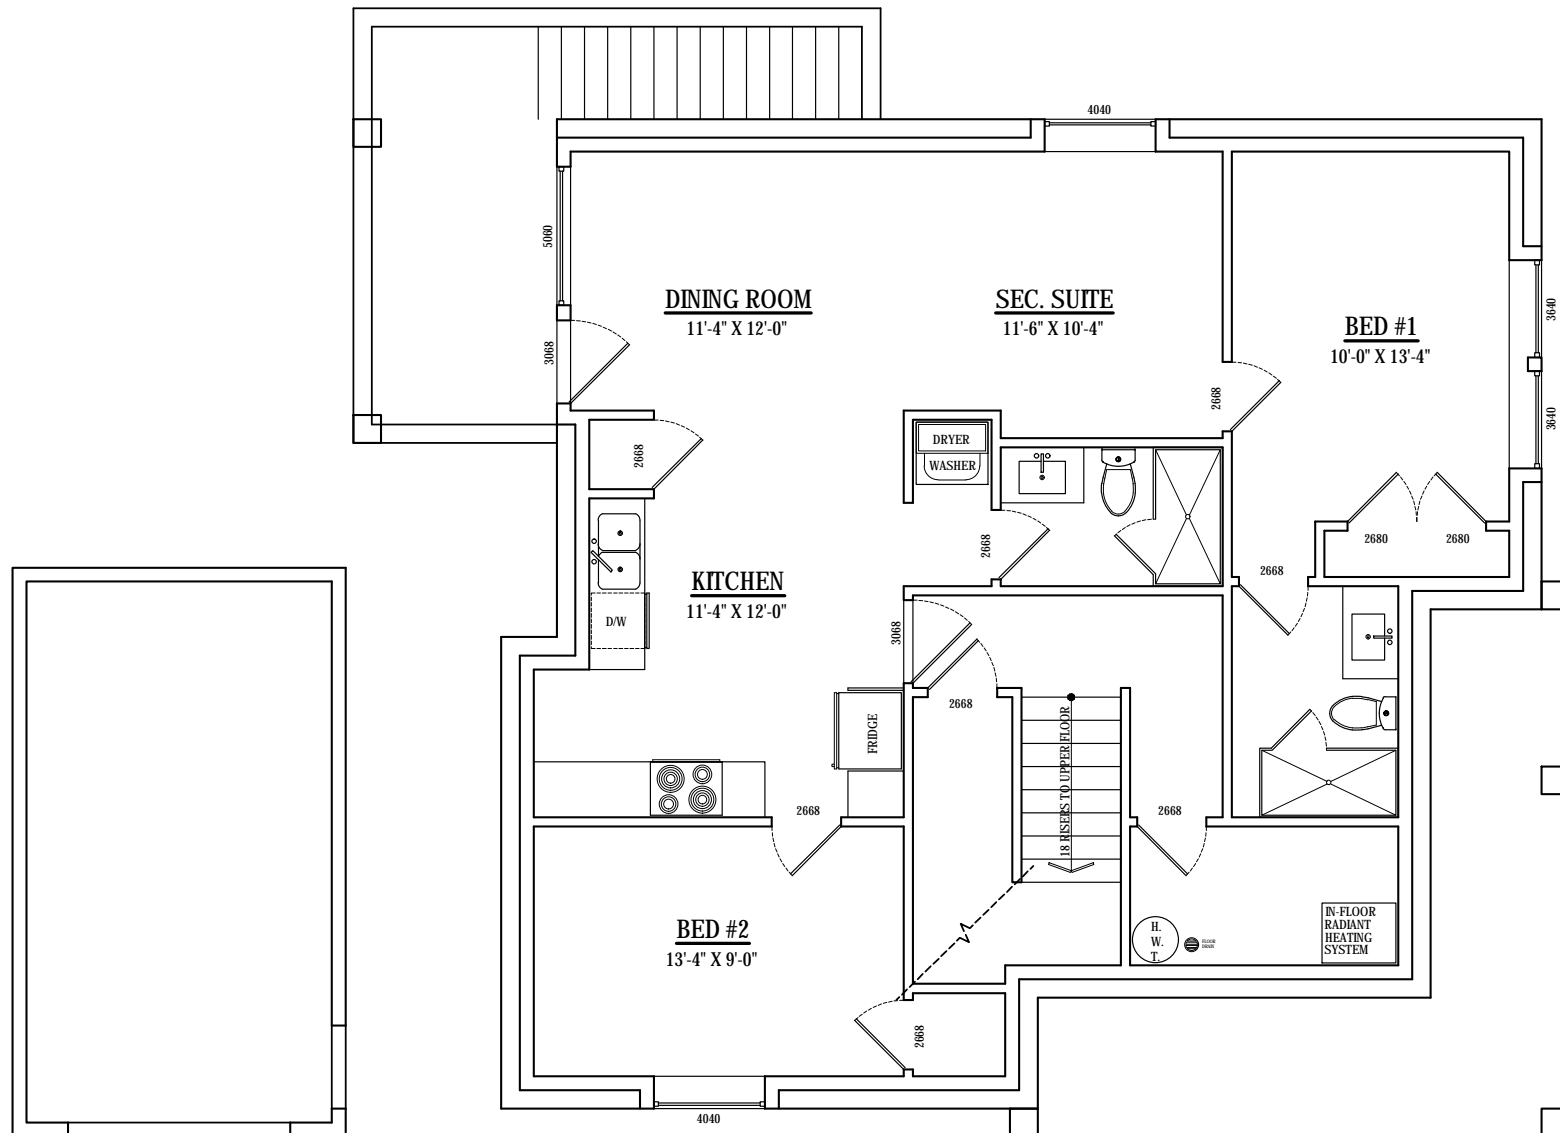 4040
5060
DINING ROOM
11'-4" X 12'-0"
SEC. SUITE
11'-6" X 10'-4"
BED #1
10'-0" X 13'-4"
3640
3068
2668
3640
2668
DRYER
WASHER
2668
2680
2680
2668
KITCHEN
11'-4" X 12'-0"
D/W
3068
2668
FRIDGE
18 RISERS TO UPPER FLOOR
2668
2668
BED #2
13'-4" X 9'-0"
H.
W.
T.
FLOOR
DRAIN
IN-FLOOR
RADIANT
HEATING
SYSTEM
2668
4040